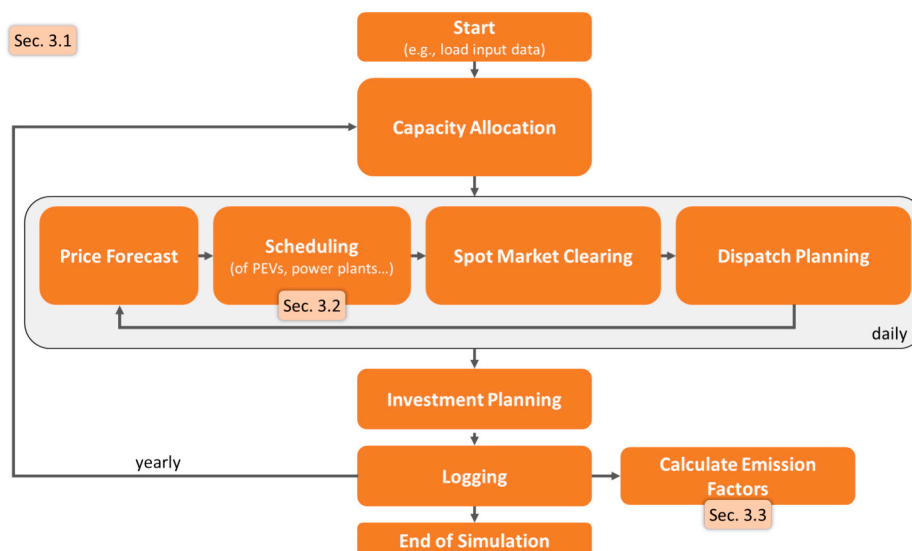 Sec. 3.1
Start
(e.g., load input data)
Capacity Allocation
Price Forecast
Scheduling
(of PEVs, power plants...)
Sec. 3.2
Spot Market Clearing
Dispatch Planning
daily
Investment Planning
yearly
Logging
Calculate Emission
Factors
Sec. 3.3
End of Simulation